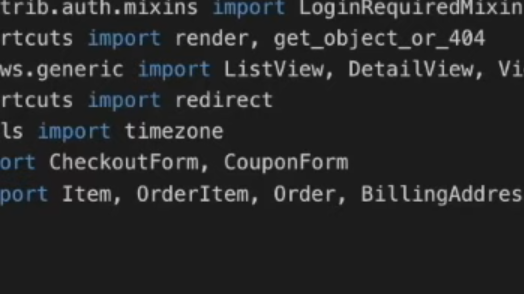 trib.auth.mixins import LoginRequiredMixin
rtcuts import render, get_object_or_404
ws.generic import ListView, DetailView, Vi
rtcuts import redirect
ls import timezone
ort CheckoutForm, CouponForm
port Item, OrderItem, Order, BillingAddres